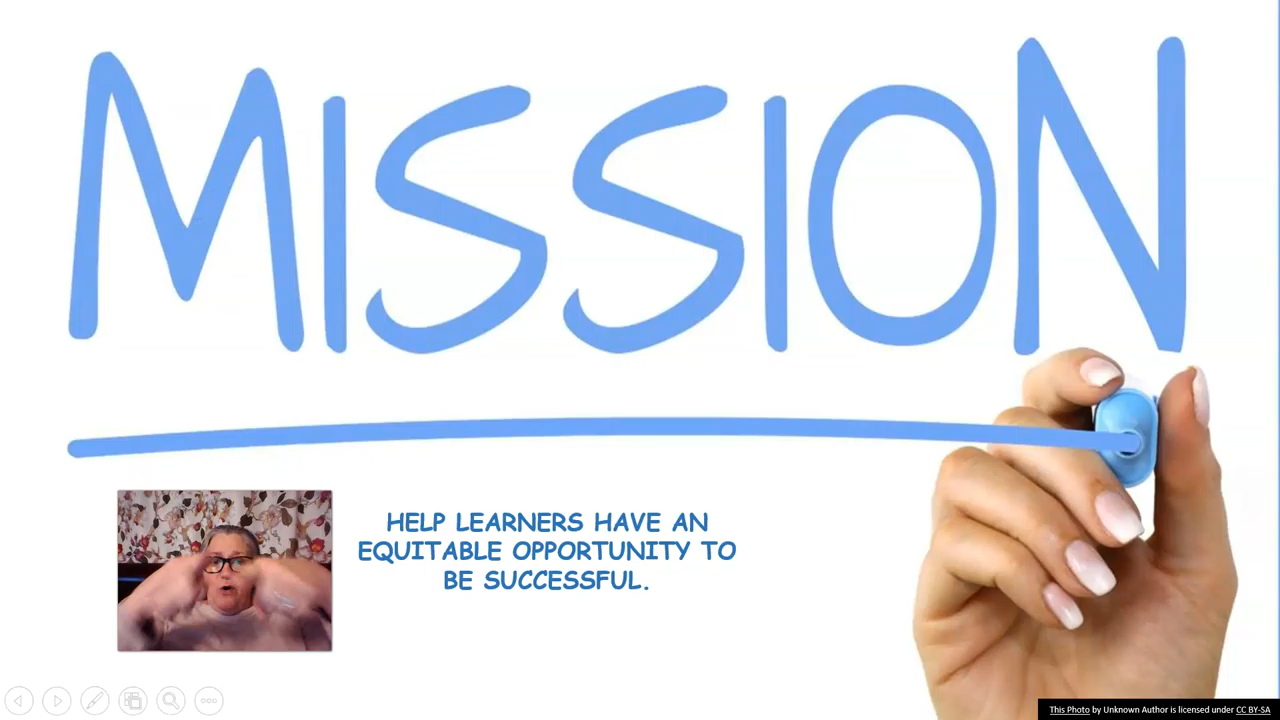 MISSION
HELP LEARNERS HAVE AN
EQUITABLE OPPORTUNITY TO
BE SUCCESSFUL.
This Photo by Unknown Author is licensed under CC BY-SA